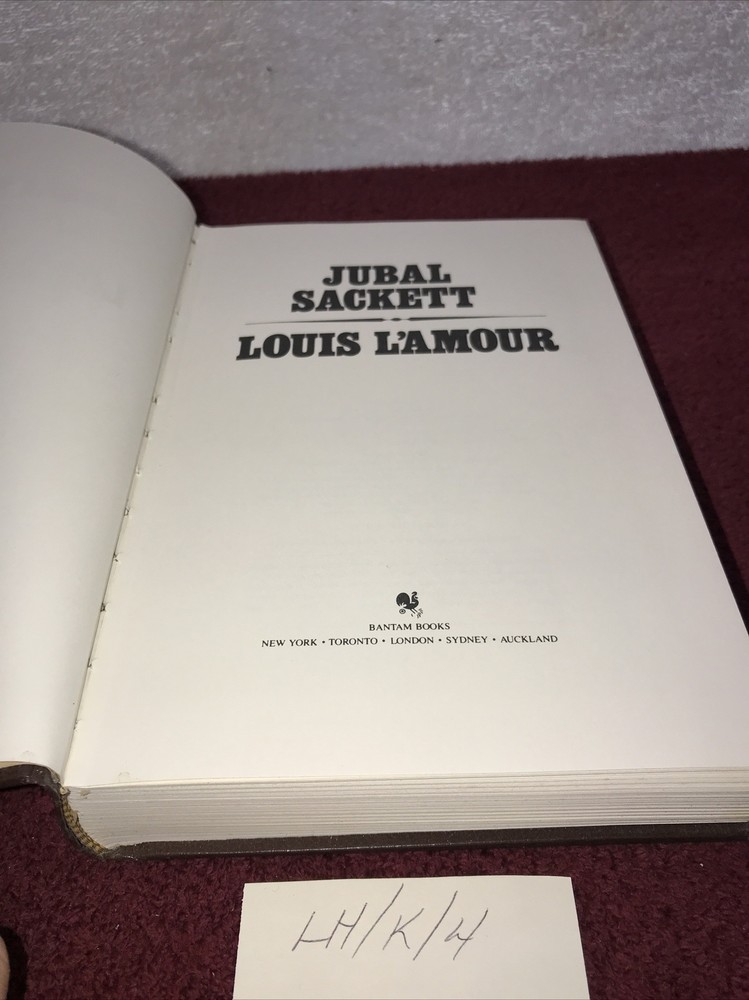 JUBAL
SACKETT
LOUIS L'AMOUR
BANTAM BOOKS
NEW YORK • TORONTO • LONDON • SYDNEY • AUCKLAND
LH/K/4